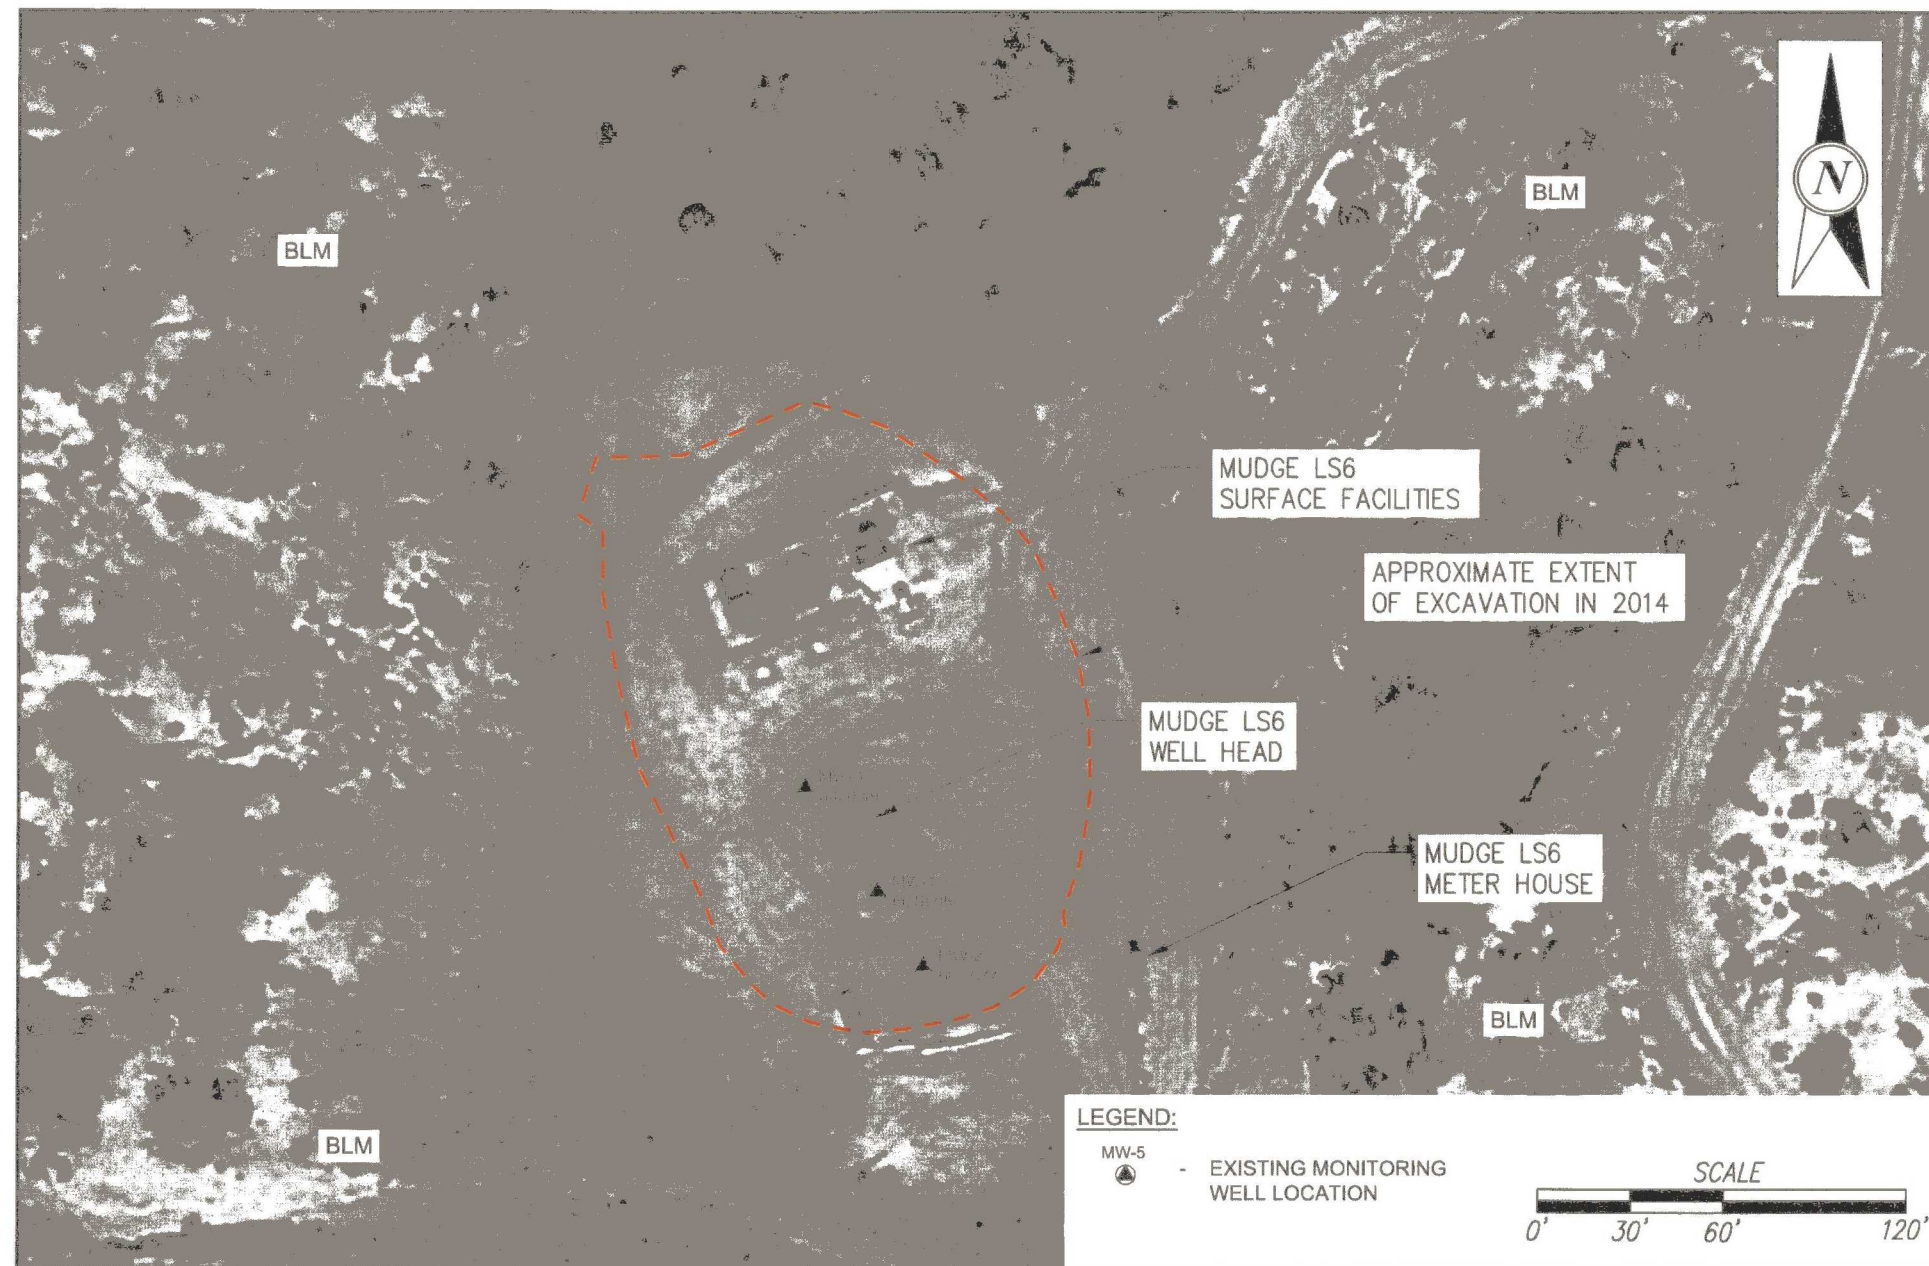 N
BLM
BLM
MUDGE LS6
SURFACE FACILITIES
APPROXIMATE EXTENT
OF EXCAVATION IN 2014
MUDGE LS6
WELL HEAD
MUDGE LS6
METER HOUSE
BLM
BLM
LEGEND:
MW-5
- EXISTING MONITORING
WELL LOCATION
SCALE
0' 30' 60' 120'